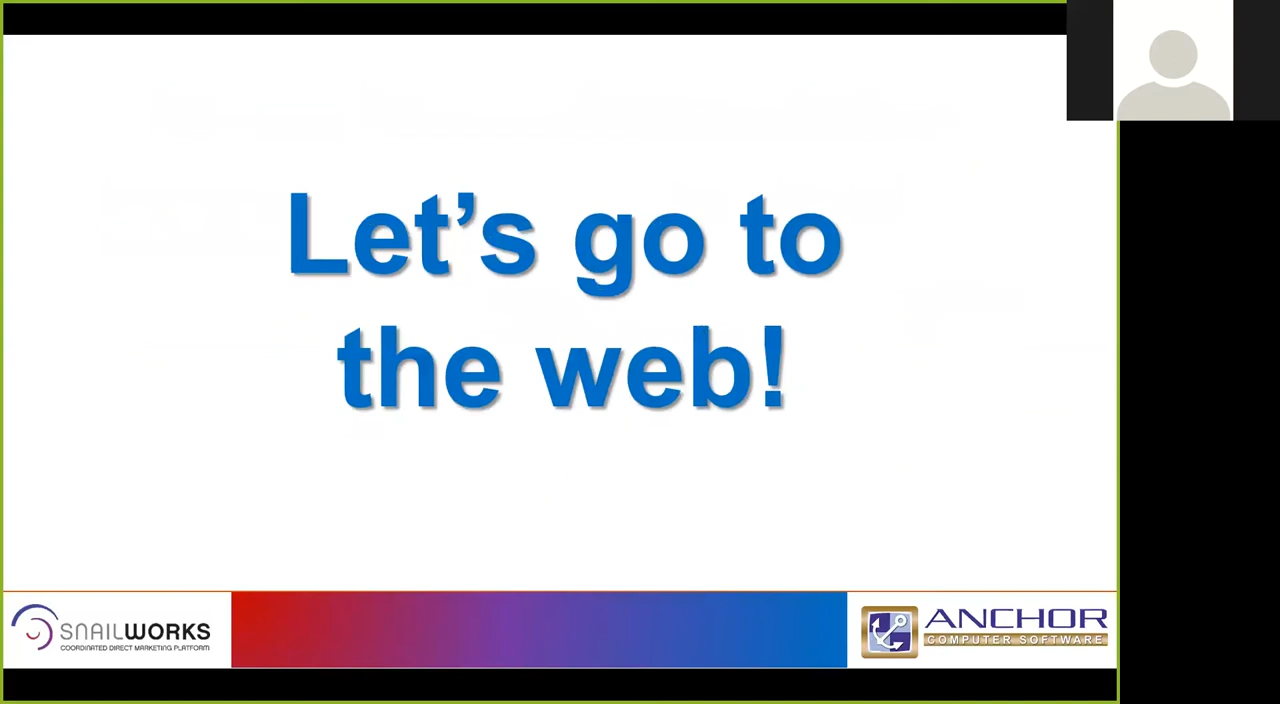 Let’s go to
the web!
SNAILWORKS
COORDINATED DIRECT MARKETING PLATFORM
ANCHOR
COMPUTER SOFTWARE